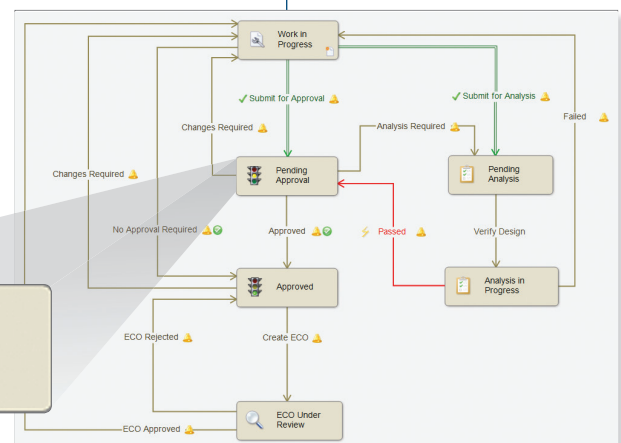 Work in
Progress
Submit for Approval
Submit for Analysis
Changes Required
Analysis Required
Failed
Changes Required
Pending
Approval
Pending
Analysis
No Approval Required
Approved
Passed
Verify Design
Approved
Analysis in
Progress
ECO Rejected
Create ECO
ECO Under
Review
ECO Approved